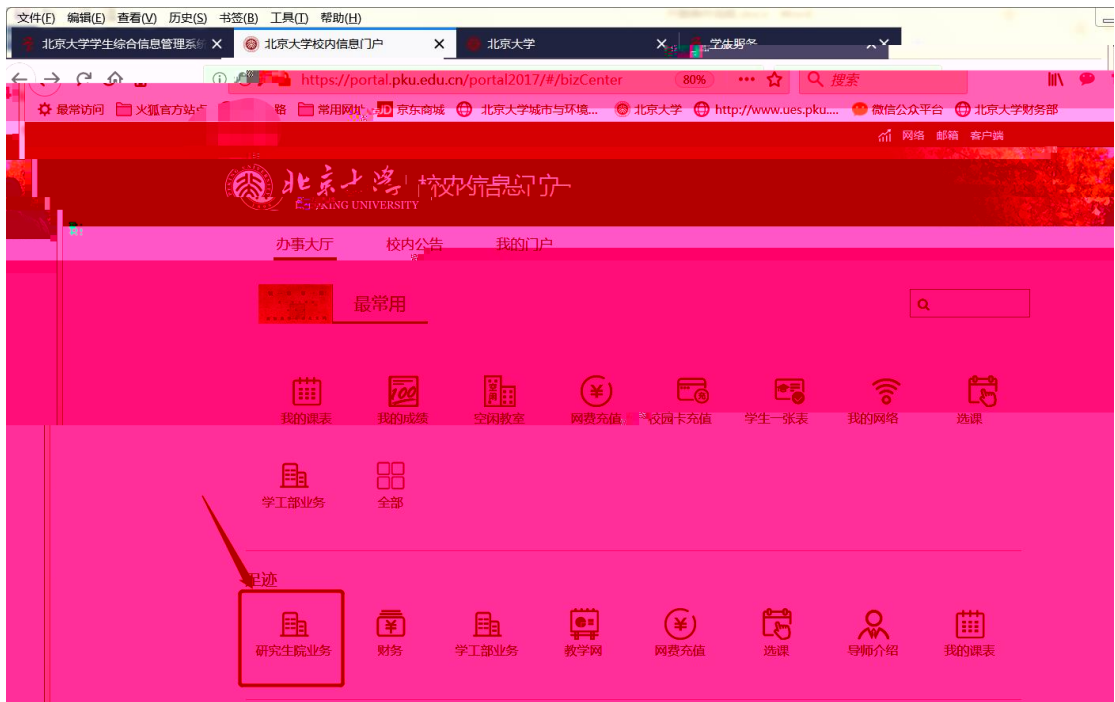 文件(F) 编辑(E) 查看(V) 历史(S) 书签(B) 工具(T) 帮助(H)
北京大学学生综合信息管理系统 北京大学校内信息门户 北京大学
https://portal.pku.edu.cn/portal2017/#/bizCenter 80% 搜索
最常访问 火狐官方站点 常用网址 JD 京东商城 北京大学城市与环境... 北京大学 http://www.ues.pku.... 微信公众平台 北京大学财务部
网络 邮箱 客户端
北京大学 校内信息门户
PEKING UNIVERSITY
办事大厅 校内公告 我的门户
最常用
我的课表 我的成绩 空闲教室 网费充值 校园卡充值 学生一张表 我的网络 选课
学工部业务 全部
足迹
研究生院业务 财务 学工部业务 教学网 网费充值 选课 导师介绍 我的课表